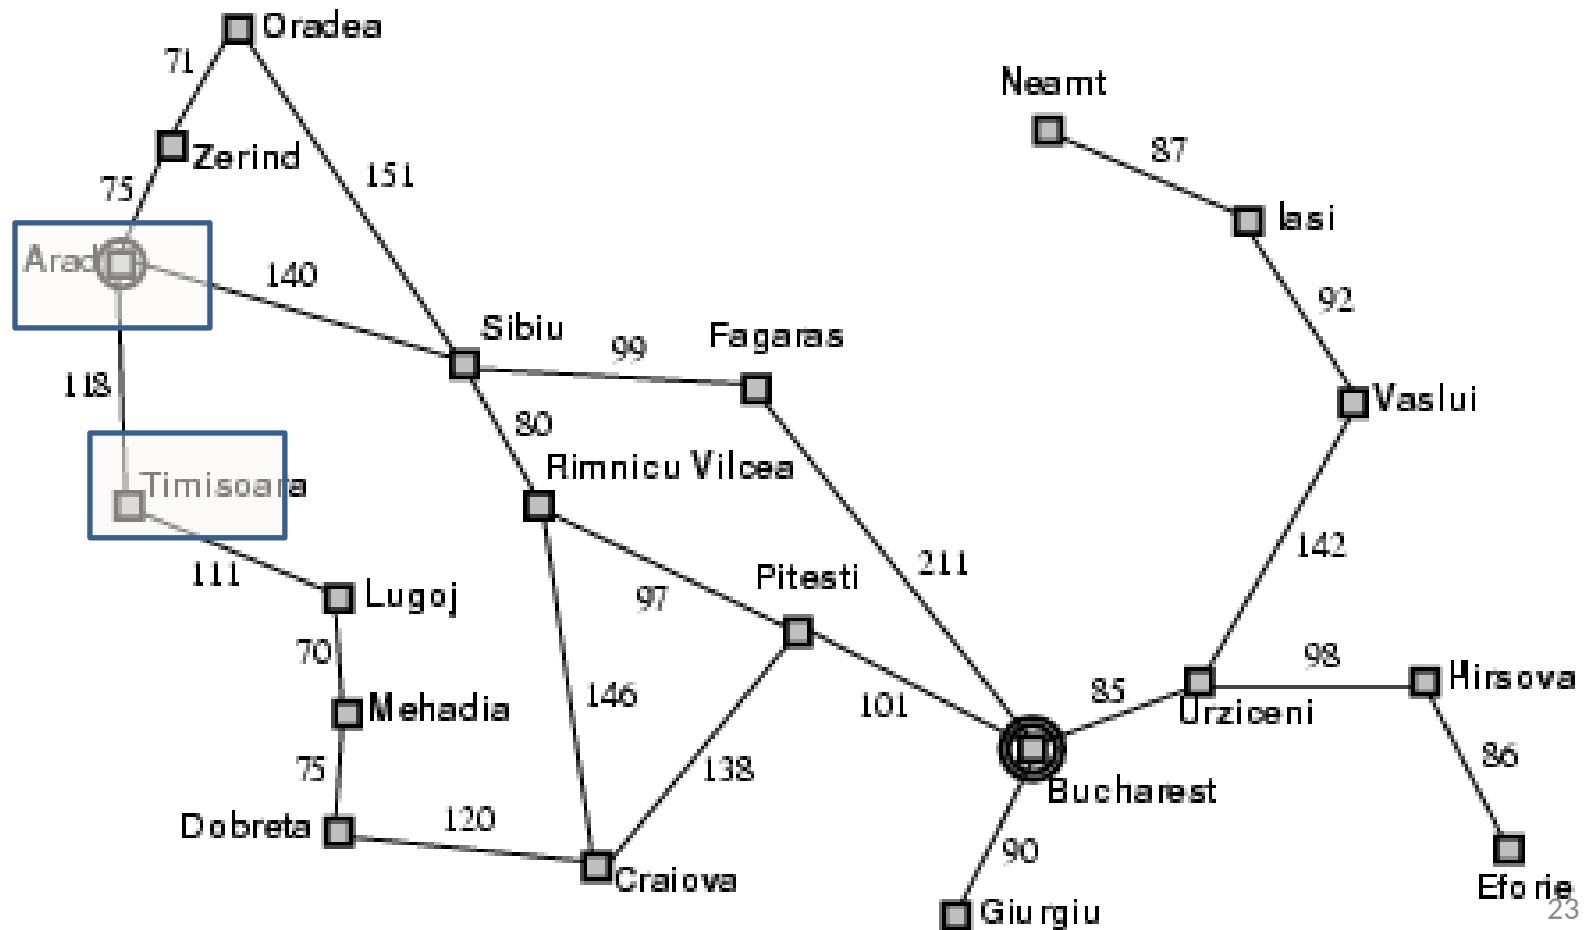 Oradea
71
Neamt
87
Zerind
151
75
Iasi
Arad
140
92
Sibiu
Fagaras
99
118
Vaslui
80
Rimnicu Vilcea
Timisoara
142
211
111
Pitesti
Lugoj
97
70
98
Hirsova
146
85
101
Mehadia
Urziceni
75
138
86
Bucharest
120
Dobreta
90
Craiova
Eforie
Giurgiu
23